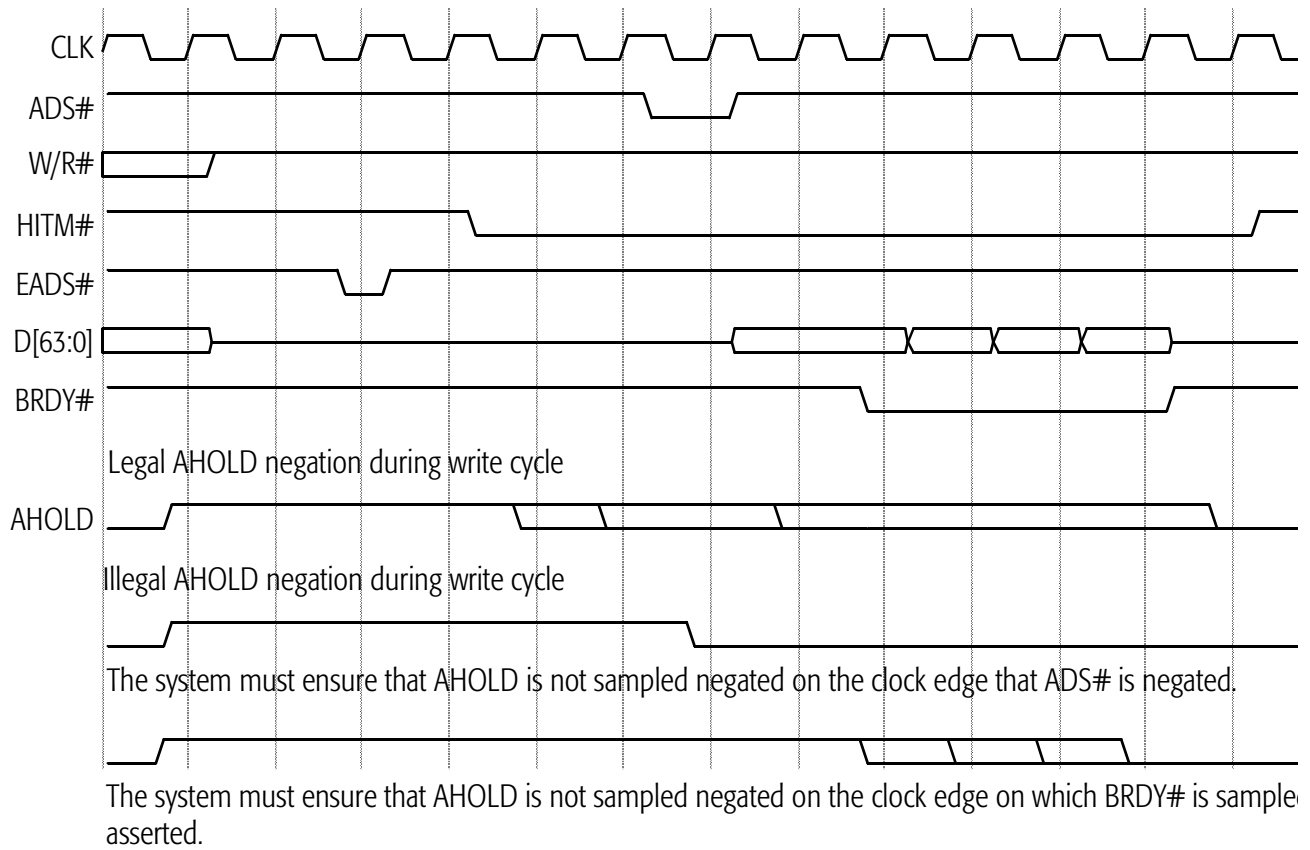 CLK
ADS#
W/R#
HITM#
EADS#
D[63:0]
BRDY#
Legal AHOLD negation during write cycle
AHOLD
Illegal AHOLD negation during write cycle
The system must ensure that AHOLD is not sampled negated on the clock edge that ADS# is negated.
The system must ensure that AHOLD is not sampled negated on the clock edge on which BRDY# is sample
asserted.